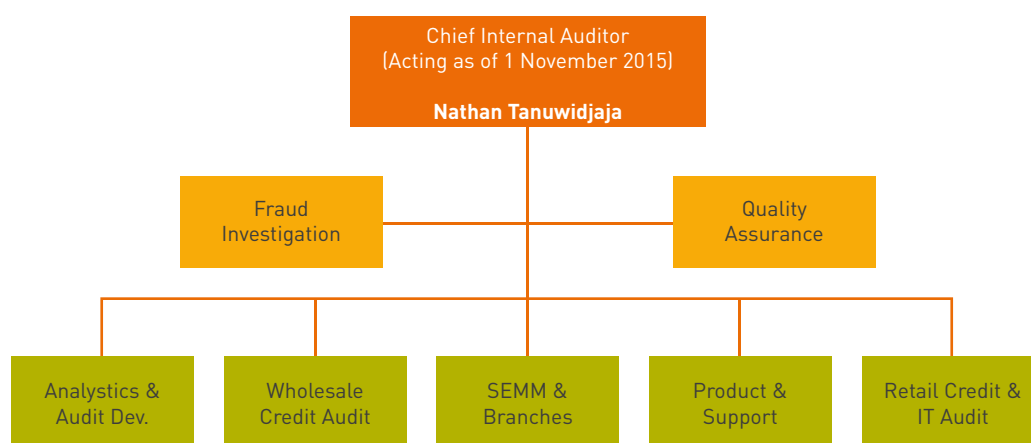 Chief Internal Auditor
(Acting as of 1 November 2015)
Nathan Tanuwidjaja
Fraud
Investigation
Quality
Assurance
Analystics &
Audit Dev.
Wholesale
Credit Audit
SEMM &
Branches
Product &
Support
Retail Credit &
IT Audit